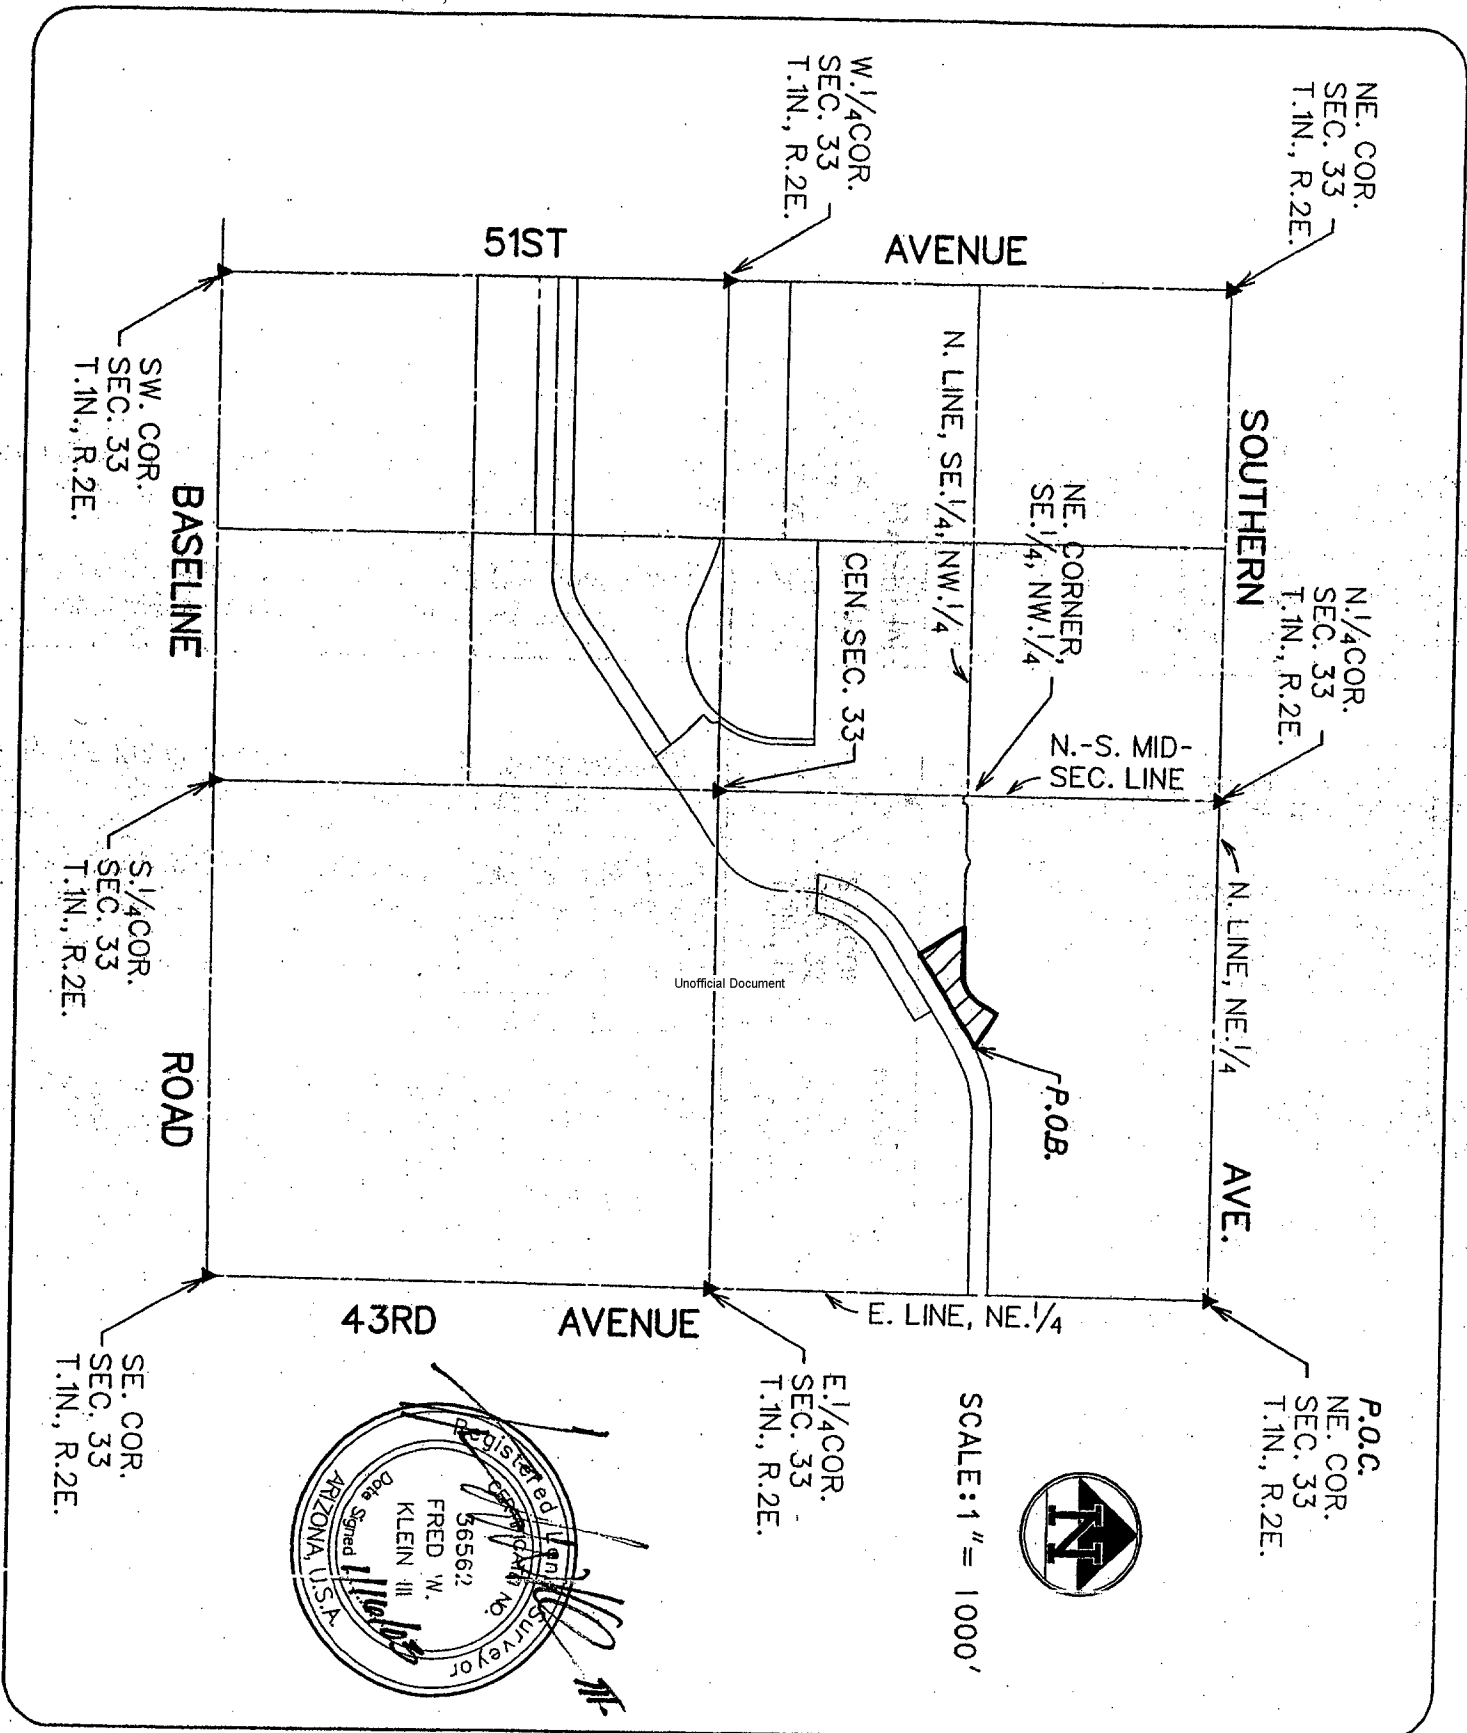 NE. COR.
SEC. 33
T.1N., R.2E.
W.1/4COR.
SEC. 33
T.1N., R.2E.
51ST AVENUE
SW. COR.
SEC. 33
T.1N., R.2E.
N. LINE, SE.1/4, NW.1/4
NE. CORNER,
SE.1/4, NW.1/4
SOUTHERN AVE.
N.1/4COR.
SEC. 33
T.1N., R.2E.
CEN. SEC. 33
N.-S. MID-
SEC. LINE
BASELINE ROAD
S.1/4COR.
SEC. 33
T.1N., R.2E.
N. LINE, NE.1/4
Unofficial Document
P.O.B.
E. LINE, NE.1/4
43RD AVENUE
P.O.C.
NE. COR.
SEC. 33
T.1N., R.2E.
E.1/4COR.
SEC. 33
T.1N., R.2E.
SE. COR.
SEC. 33
T.1N., R.2E.
N
SCALE:1"= 1000'
Registered Land Surveyor
CERTIFICATE NO.
36562
FRED W.
KLEIN III
Date Signed
ARIZONA, U.S.A.